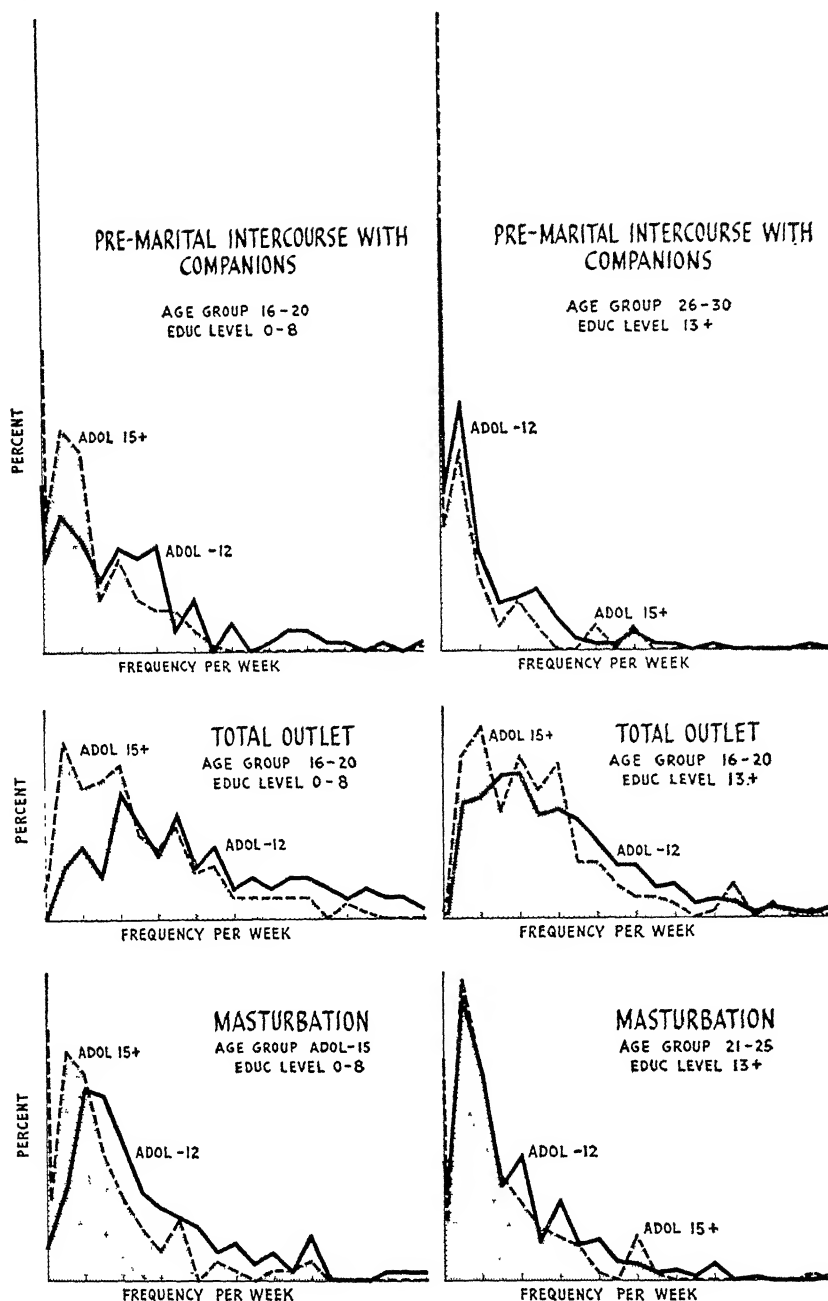 PRE-MARITAL INTERCOURSE WITH
COMPANIONS
AGE GROUP 16-20
EDUC LEVEL 0-8
PERCENT
ADOL 15+
ADOL -12
FREQUENCY PER WEEK
PRE-MARITAL INTERCOURSE WITH
COMPANIONS
AGE GROUP 26-30
EDUC LEVEL 13+
ADOL -12
ADOL 15+
FREQUENCY PER WEEK
TOTAL OUTLET
AGE GROUP 16-20
EDUC LEVEL 0-8
PERCENT
ADOL 15+
ADOL -12
FREQUENCY PER WEEK
TOTAL OUTLET
AGE GROUP 16-20
EDUC LEVEL 13+
ADOL 15+
ADOL -12
FREQUENCY PER WEEK
MASTURBATION
AGE GROUP ADOL-15
EDUC LEVEL 0-8
PERCENT
ADOL 15+
ADOL -12
FREQUENCY PER WEEK
MASTURBATION
AGE GROUP 21-25
EDUC LEVEL 13+
ADOL -12
ADOL 15+
FREQUENCY PER WEEK